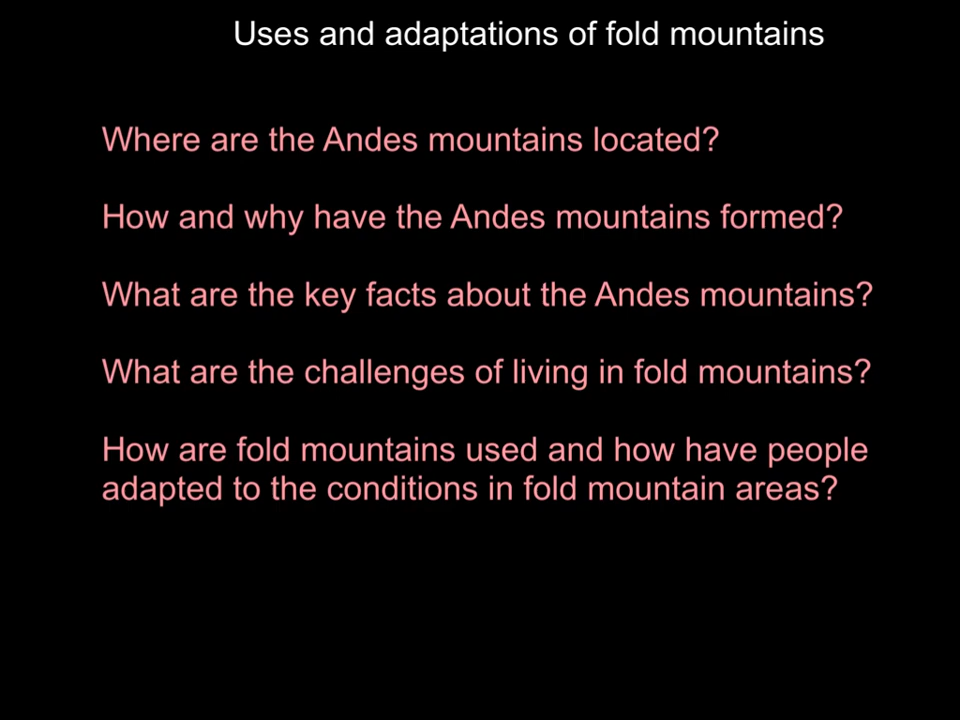 Uses and adaptations of fold mountains
Where are the Andes mountains located?
How and why have the Andes mountains formed?
What are the key facts about the Andes mountains?
What are the challenges of living in fold mountains?
How are fold mountains used and how have people
adapted to the conditions in fold mountain areas?